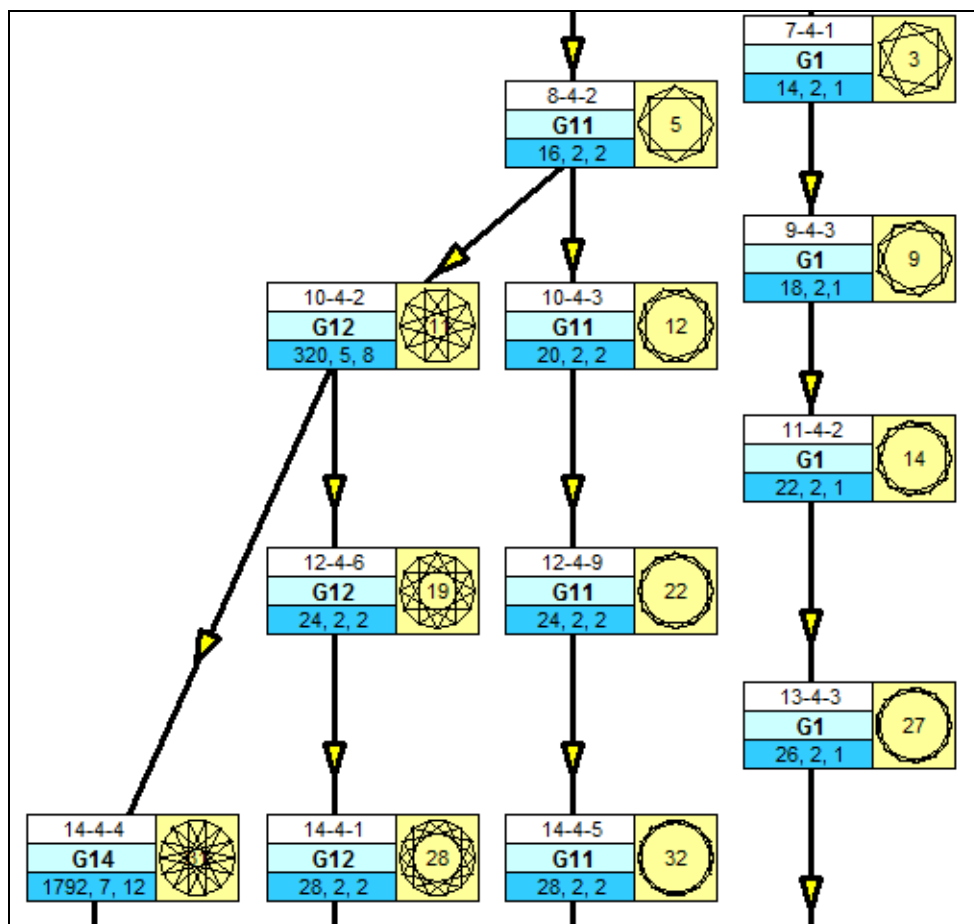 7-4-1
G1
14, 2, 1
3
8-4-2
G11
16, 2, 2
5
9-4-3
G1
18, 2,1
9
10-4-2
G12
320, 5, 8
11
10-4-3
G11
20, 2, 2
12
11-4-2
G1
22, 2, 1
14
12-4-6
G12
24, 2, 2
19
12-4-9
G11
24, 2, 2
22
13-4-3
G1
26, 2, 1
27
14-4-4
G14
1792, 7, 12
14-4-1
G12
28, 2, 2
28
14-4-5
G11
28, 2, 2
32